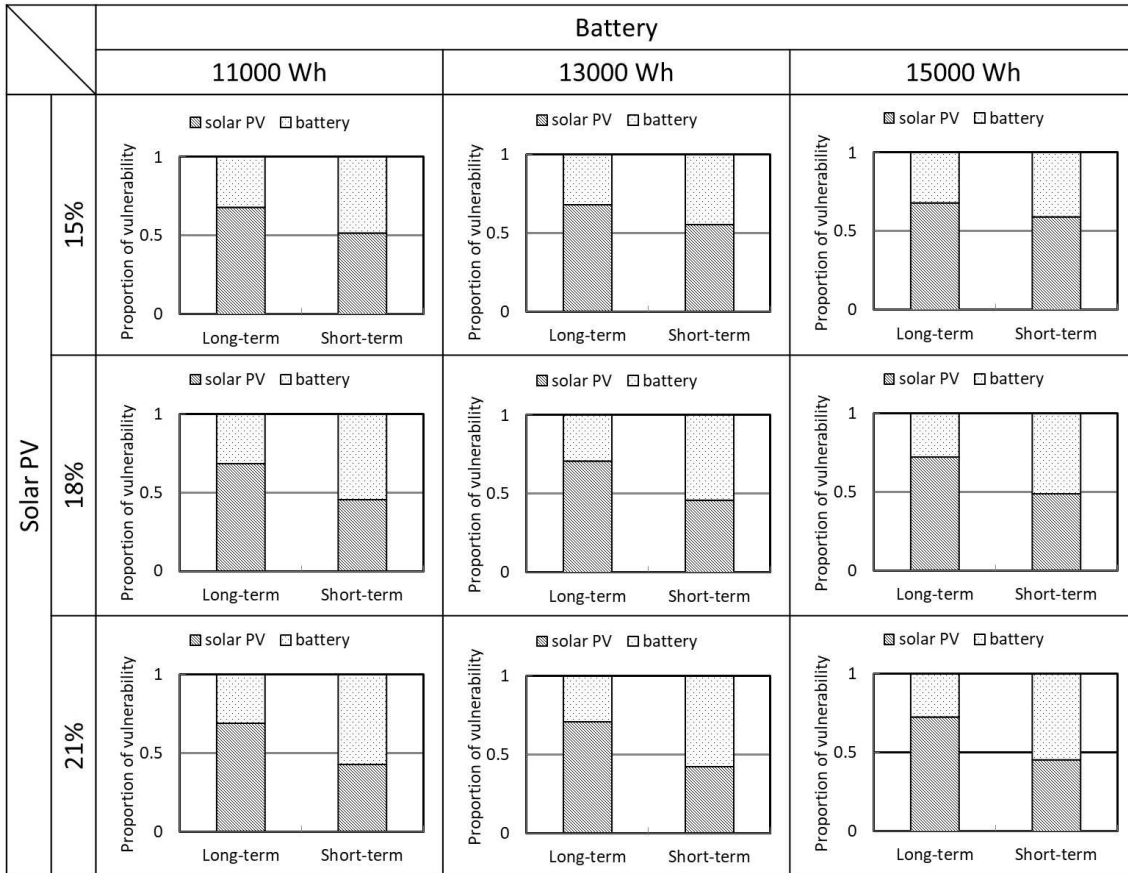 Battery
11000 Wh
13000 Wh
15000 Wh
Solar PV
15%
solar PV battery
Proportion of vulnerability
1
0.5
0
Long-term Short-term
solar PV battery
Proportion of vulnerability
1
0.5
0
Long-term Short-term
solar PV battery
Proportion of vulnerability
1
0.5
0
Long-term Short-term
18%
solar PV battery
Proportion of vulnerability
1
0.5
0
Long-term Short-term
solar PV battery
Proportion of vulnerability
1
0.5
0
Long-term Short-term
solar PV battery
Proportion of vulnerability
1
0.5
0
Long-term Short-term
21%
solar PV battery
Proportion of vulnerability
1
0.5
0
Long-term Short-term
solar PV battery
Proportion of vulnerability
1
0.5
0
Long-term Short-term
solar PV battery
Proportion of vulnerability
1
0.5
0
Long-term Short-term